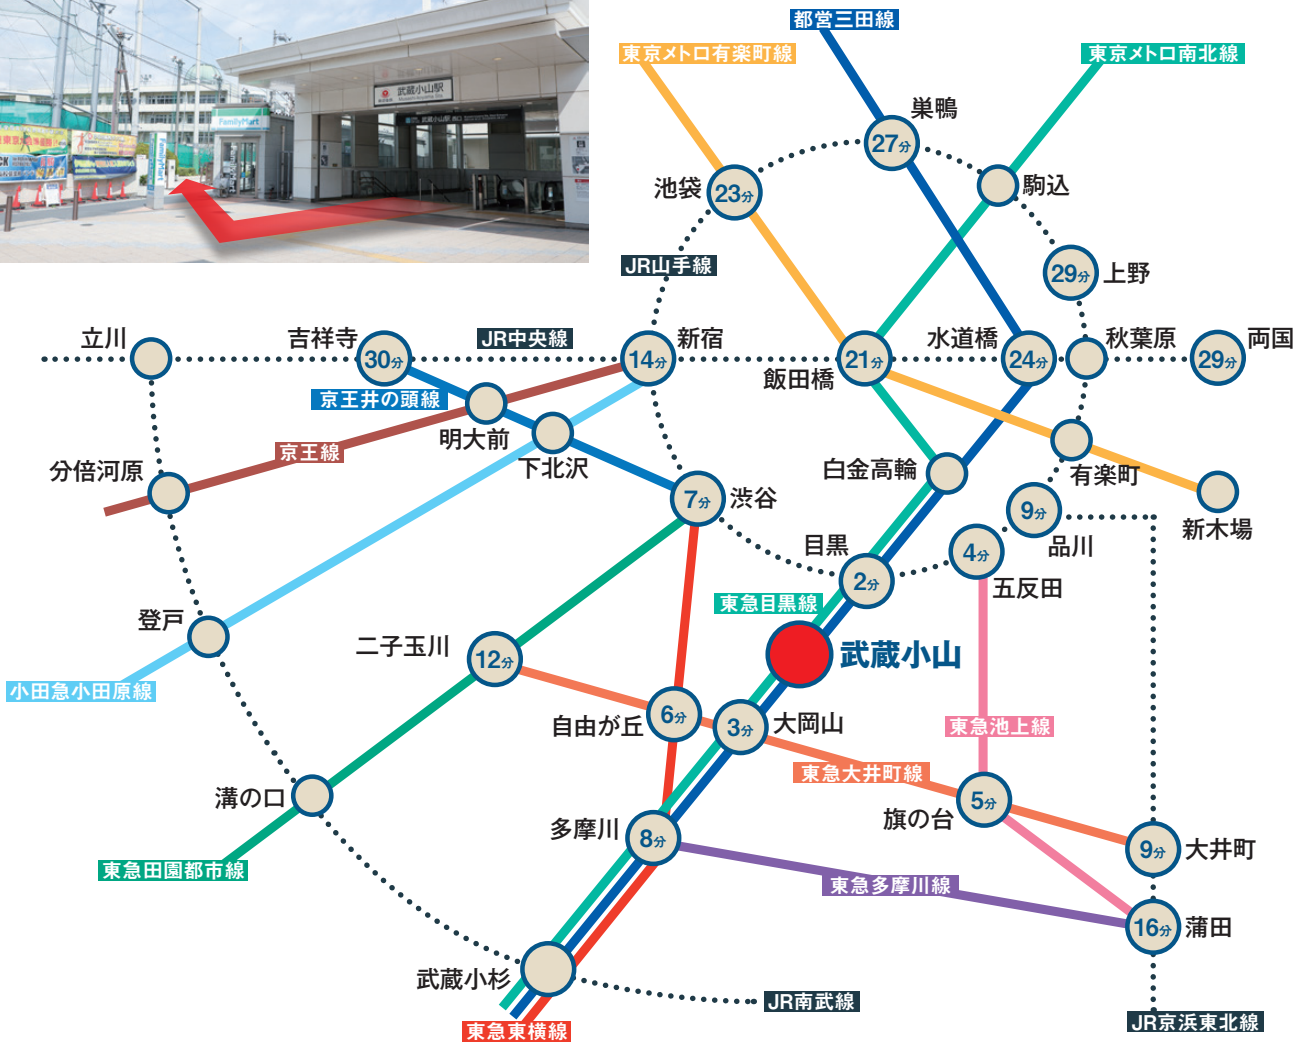 武蔵小山駅
Musashi-koyama Sta.
武蔵小山駅
FamilyMart
FamilyMart
都営三田線
東京メトロ有楽町線
東京メトロ南北線
巣鴨
27分
池袋
23分
駒込
JR山手線
29分
上野
立川
吉祥寺
30分
JR中央線
14分
新宿
21分
飯田橋
水道橋
24分
秋葉原
29分
両国
京王井の頭線
明大前
京王線
下北沢
分倍河原
7分
渋谷
白金高輪
有楽町
新木場
9分
品川
目黒
2分
4分
五反田
東急目黒線
武蔵小山
登戸
小田急小田原線
二子玉川
12分
自由が丘
6分
3分
大岡山
東急池上線
東急大井町線
溝の口
多摩川
8分
旗の台
5分
9分
大井町
東急田園都市線
東急多摩川線
16分
蒲田
武蔵小杉
JR南武線
東急東横線
JR京浜東北線